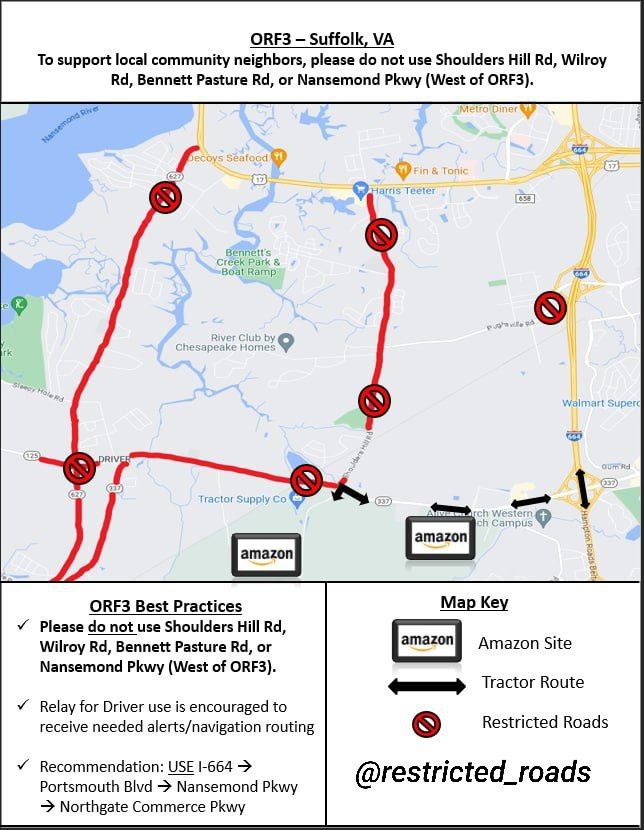 ORF3 – Suffolk, VA
To support local community neighbors, please do not use Shoulders Hill Rd, Wilroy
Rd, Bennett Pasture Rd, or Nansemond Pkwy (West of ORF3).
Nansemond River
Metro Diner
664
Decoys Seafood
17
Fin & Tonic
17
627
Harris Teeter
658
Bennett's
Creek Park &
Boat Ramp
664
Pughsville Rd
River Club by
Chesapeake Homes
Sleepy Hole Rd
Walmart Superc
Shoulders Hill Rd
125
DRIVER
Gum Rd
337
627
337
Tractor Supply Co
337
Western
ch Campus
Hampton Roads Belt
amazon
amazon
ORF3 Best Practices
✓ Please do not use Shoulders Hill Rd,
Wilroy Rd, Bennett Pasture Rd, or
Nansemond Pkwy (West of ORF3).
✓ Relay for Driver use is encouraged to
receive needed alerts/navigation routing
✓ Recommendation: USE I-664 →
Portsmouth Blvd → Nansemond Pkwy
→ Northgate Commerce Pkwy
Map Key
amazon Amazon Site
Tractor Route
Restricted Roads
@restricted_roads